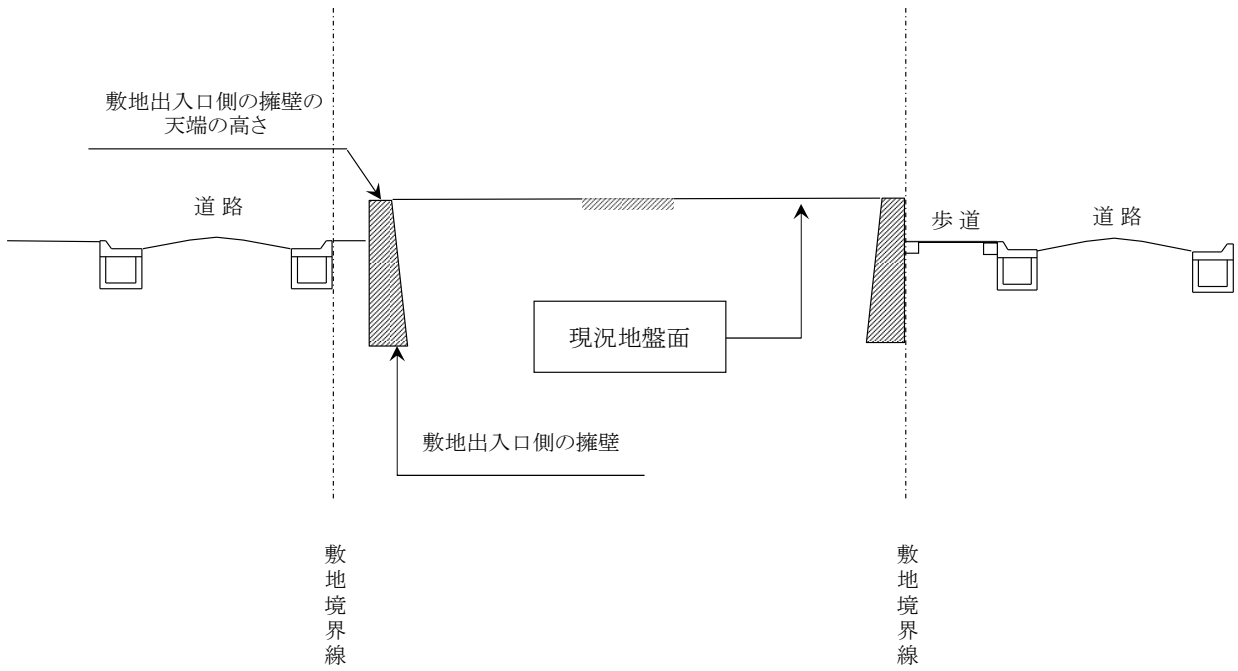 敷地出入口側の擁壁の
天端の高さ
道 路
歩 道
道 路
現況地盤面
敷地出入口側の擁壁
敷地境界線
敷地境界線